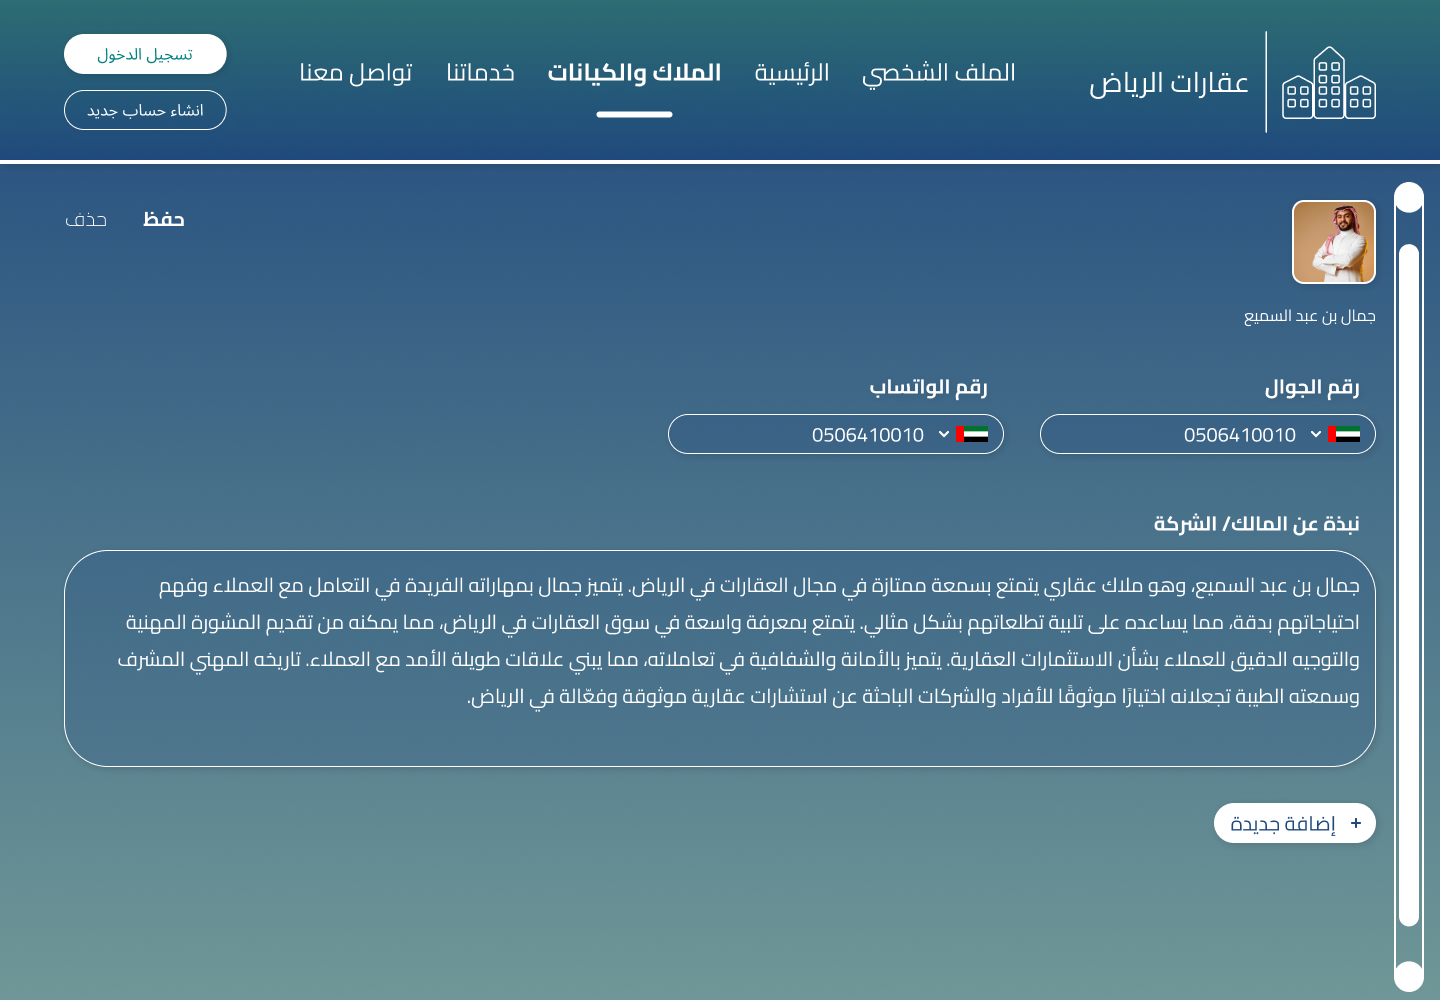 عقارات الرياض
الملف الشخصي
الرئيسية
الملاك والكيانات
خدماتنا
تواصل معنا
تسجيل الدخول
انشاء حساب جديد
حفظ
حذف
جمال بن عبد السميع
رقم الجوال
رقم الواتساب
0506410010
0506410010
نبذة عن المالك/ الشركة
جمال بن عبد السميع، وهو ملاك عقاري يتمتع بسمعة ممتازة في مجال العقارات في الرياض. يتميز جمال بمهاراته الفريدة في التعامل مع العملاء وفهم
احتياجاتهم بدقة، مما يساعده على تلبية تطلعاتهم بشكل مثالي. يتمتع بمعرفة واسعة في سوق العقارات في الرياض، مما يمكنه من تقديم المشورة المهنية
والتوجيه الدقيق للعملاء بشأن الاستثمارات العقارية. يتميز بالأمانة والشفافية في تعاملاته، مما يبني علاقات طويلة الأمد مع العملاء. تاريخه المهني المشرف
وسمعته الطيبة تجعلانه اختيارًا موثوقًا للأفراد والشركات الباحثة عن استشارات عقارية موثوقة وفعّالة في الرياض.
+ إضافة جديدة